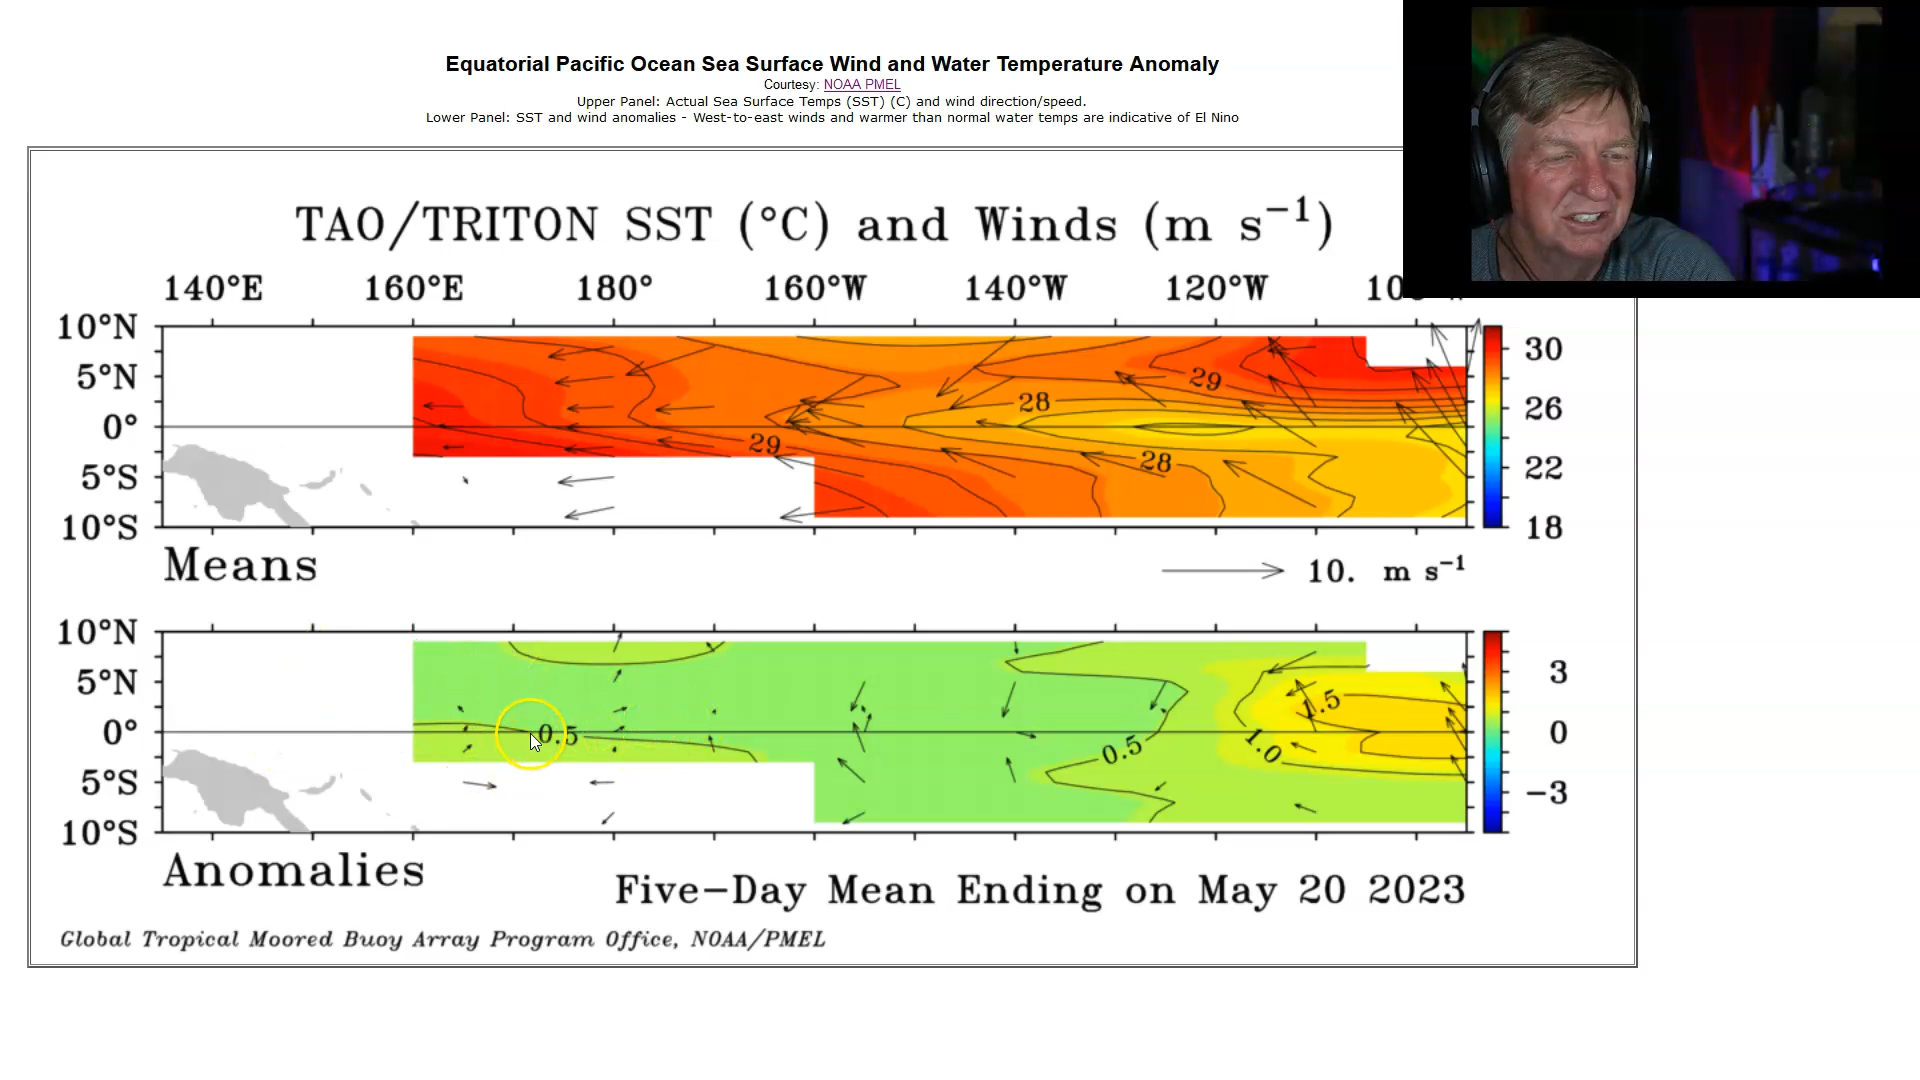 Equatorial Pacific Ocean Sea Surface Wind and Water Temperature Anomaly
Courtesy: NOAA PMEL
Upper Panel: Actual Sea Surface Temps (SST) (C) and wind direction/speed.
Lower Panel: SST and wind anomalies - West-to-east winds and warmer than normal water temps are indicative of El Nino
TAO/TRITON SST (°C) and Winds (m s⁻¹)
140°E 160°E 180° 160°W 140°W 120°W
10°N
5°N
0°
5°S
10°S
29
28
29
28
30
26
22
18
Means
10. m s⁻¹
10°N
5°N
0°
5°S
10°S
0.5
0.5
1.0
1.5
3
0
−3
Anomalies
Five−Day Mean Ending on May 20 2023
Global Tropical Moored Buoy Array Program Office, NOAA/PMEL